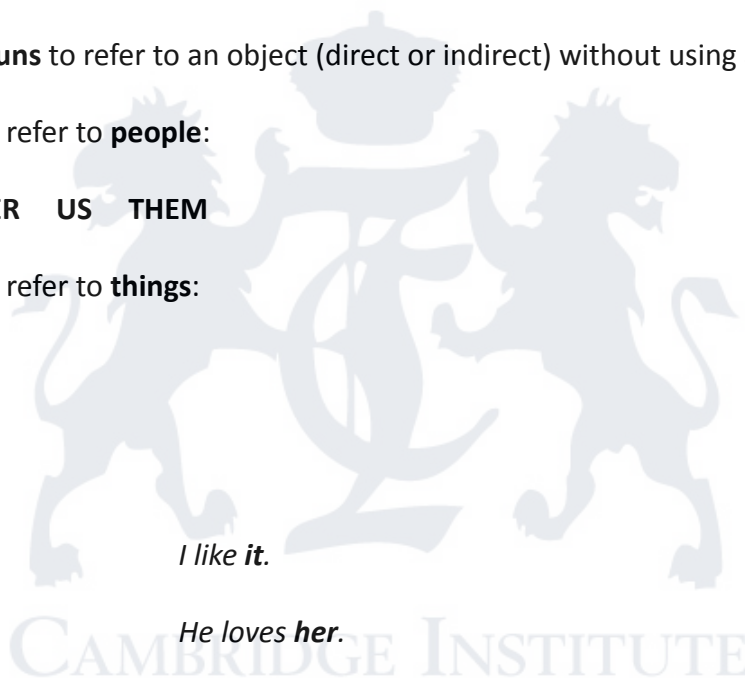 uns to refer to an object (direct or indirect) without using
refer to people:
ER US THEM
refer to things:
I like it.
He loves her.
CAMBRIDGE INSTITUTE